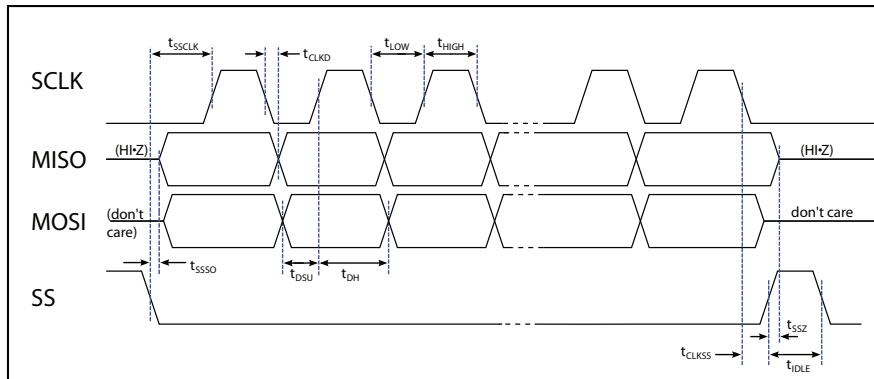 tSSCLK
tCLKD
tLOW
tHIGH
SCLK
MISO
(HI•Z)
(HI•Z)
MOSI
(don't
care)
don't care
tSSSO
tDSU
tDH
SS
tSSZ
tCLKSS
tIDLE